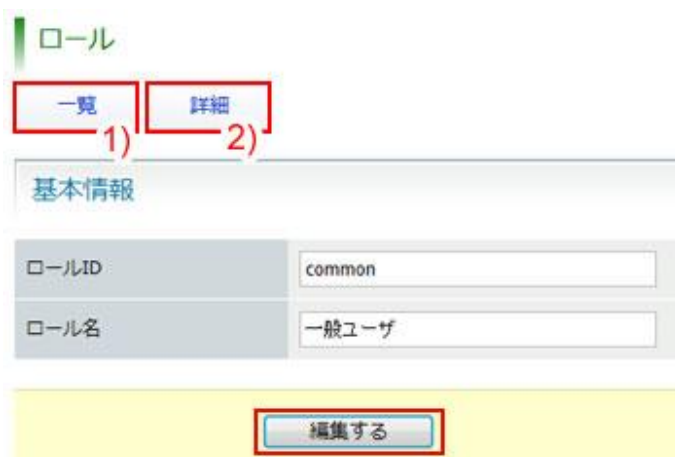 ロール
一覧 詳細
1) 2)
基本情報
ロールID common
ロール名 一般ユーザ
編集する